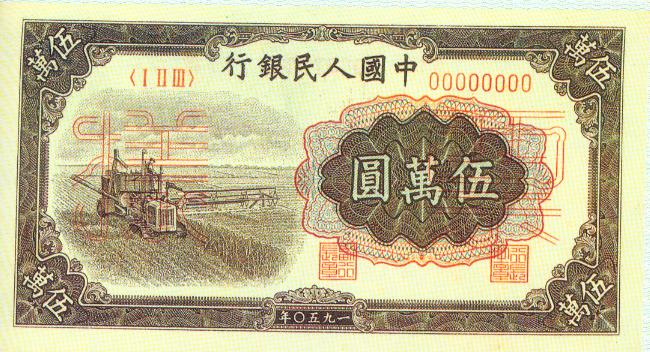 伍萬
伍萬
中國人民銀行
〈I II III〉
00000000
伍萬圓
伍萬
伍萬
一九五〇年